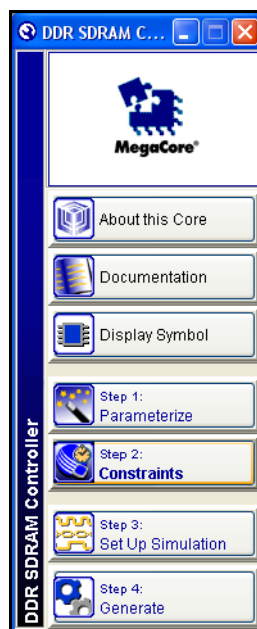 DDR SDRAM C...
MegaCore®
About this Core
Documentation
Display Symbol
Step 1:
Parameterize
Step 2:
Constraints
Step 3:
Set Up Simulation
Step 4:
Generate
DDR SDRAM Controller